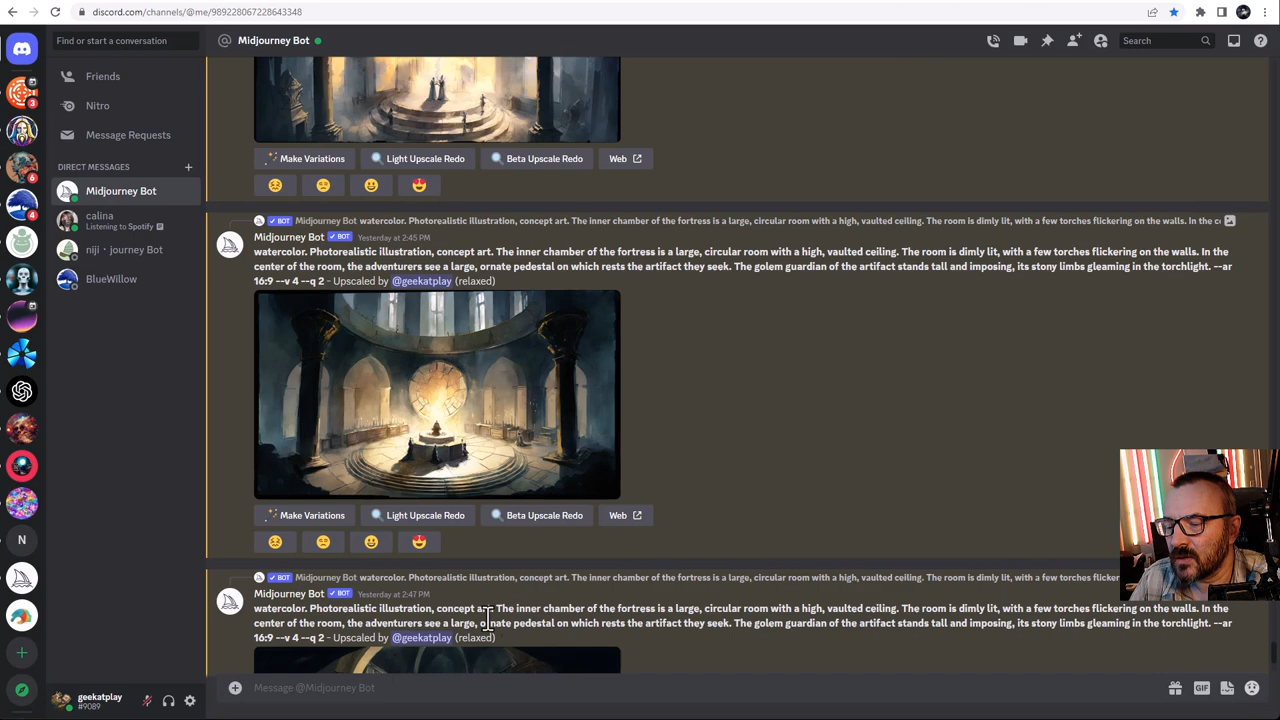 discord.com/channels/@me/989228067228643348
Find or start a conversation
@ Midjourney Bot
Search
Friends
Nitro
Message Requests
DIRECT MESSAGES
Midjourney Bot
calina
Listening to Spotify
niji・journey Bot
BlueWillow
3
6
4
N
Make Variations
Light Upscale Redo
Beta Upscale Redo
Web
BOT Midjourney Bot watercolor. Photorealistic illustration, concept art. The inner chamber of the fortress is a large, circular room with a high, vaulted ceiling. The room is dimly lit, with a few torches flickering on the walls. In the c
Midjourney Bot BOT Yesterday at 2:45 PM
watercolor. Photorealistic illustration, concept art. The inner chamber of the fortress is a large, circular room with a high, vaulted ceiling. The room is dimly lit, with a few torches flickering on the walls. In the
center of the room, the adventurers see a large, ornate pedestal on which rests the artifact they seek. The golem guardian of the artifact stands tall and imposing, its stony limbs gleaming in the torchlight. --ar
16:9 --v 4 --q 2 - Upscaled by @geekatplay (relaxed)
Make Variations
Light Upscale Redo
Beta Upscale Redo
Web
BOT Midjourney Bot watercolor. Photorealistic illustration, concept art. The inner chamber of the fortress is a large, circular room with a high, vaulted ceiling. The room is dimly lit, with a few t
Midjourney Bot BOT Yesterday at 2:47 PM
watercolor. Photorealistic illustration, concept art. The inner chamber of the fortress is a large, circular room with a high, vaulted ceiling. The room is dimly lit, with a few torches flickering on the walls. In the
center of the room, the adventurers see a large, ornate pedestal on which rests the artifact they seek. The golem guardian of the artifact stands tall and imposing, its stony limbs gleaming in the torchlight. --ar
16:9 --v 4 --q 2 - Upscaled by @geekatplay (relaxed)
geekatplay
#9089
Message @Midjourney Bot
GIF